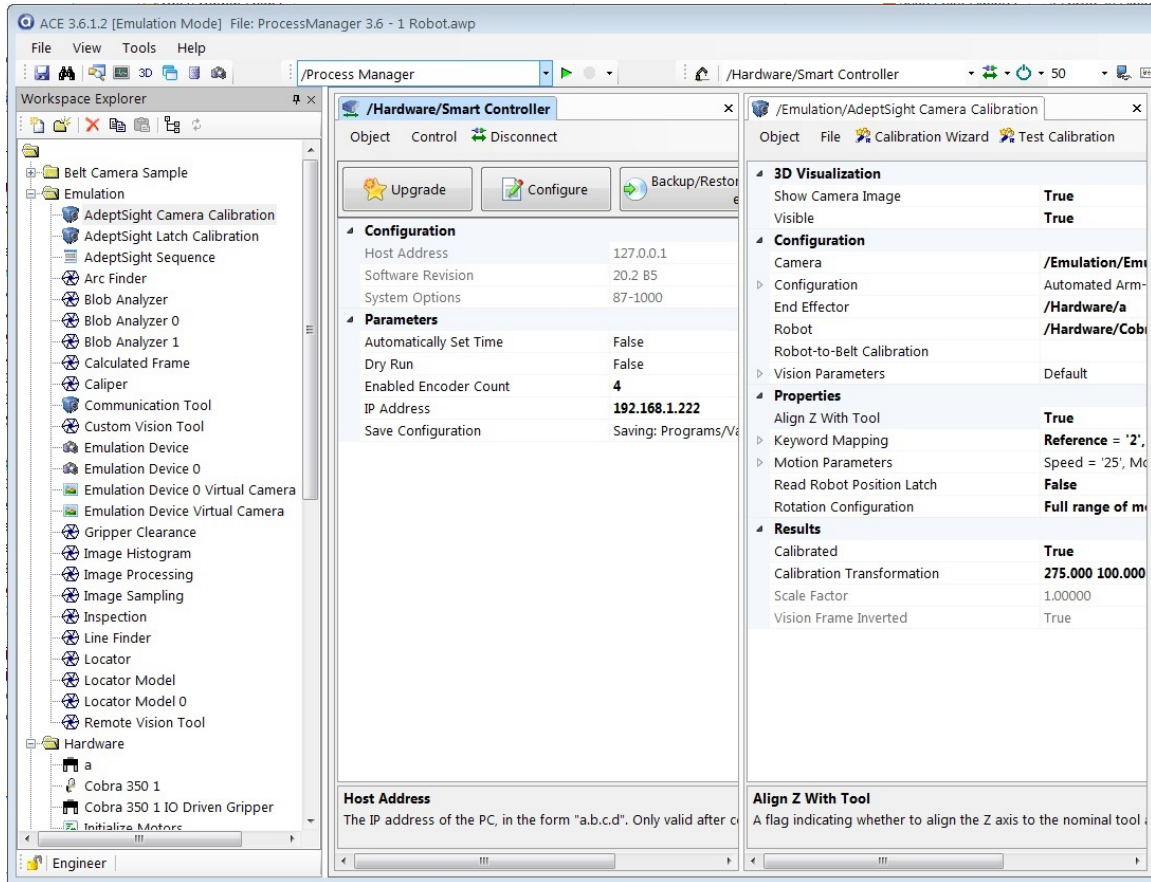 ACE 3.6.1.2 [Emulation Mode] File: ProcessManager 3.6 - 1 Robot.awp
File View Tools Help
3D /Process Manager /Hardware/Smart Controller 50
Workspace Explorer
Belt Camera Sample
Emulation
AdeptSight Camera Calibration
AdeptSight Latch Calibration
AdeptSight Sequence
Arc Finder
Blob Analyzer
Blob Analyzer 0
Blob Analyzer 1
Calculated Frame
Caliper
Communication Tool
Custom Vision Tool
Emulation Device
Emulation Device 0
Emulation Device 0 Virtual Camera
Emulation Device Virtual Camera
Gripper Clearance
Image Histogram
Image Processing
Image Sampling
Inspection
Line Finder
Locator
Locator Model
Locator Model 0
Remote Vision Tool
Hardware
a
Cobra 350 1
Cobra 350 1 IO Driven Gripper
Initialize Motors
Engineer
/Hardware/Smart Controller
Object Control Disconnect
Upgrade Configure Backup/Restor
e
Configuration
Host Address 127.0.0.1
Software Revision 20.2 B5
System Options 87-1000
Parameters
Automatically Set Time False
Dry Run False
Enabled Encoder Count 4
IP Address 192.168.1.222
Save Configuration Saving: Programs/Va
Host Address
The IP address of the PC, in the form "a.b.c.d". Only valid after c
/Emulation/AdeptSight Camera Calibration
Object File Calibration Wizard Test Calibration
3D Visualization
Show Camera Image True
Visible True
Configuration
Camera /Emulation/Emu
Configuration Automated Arm-
End Effector /Hardware/a
Robot /Hardware/Cobr
Robot-to-Belt Calibration
Vision Parameters Default
Properties
Align Z With Tool True
Keyword Mapping Reference = '2',
Motion Parameters Speed = '25', Mo
Read Robot Position Latch False
Rotation Configuration Full range of m
Results
Calibrated True
Calibration Transformation 275.000 100.000
Scale Factor 1.00000
Vision Frame Inverted True
Align Z With Tool
A flag indicating whether to align the Z axis to the nominal tool